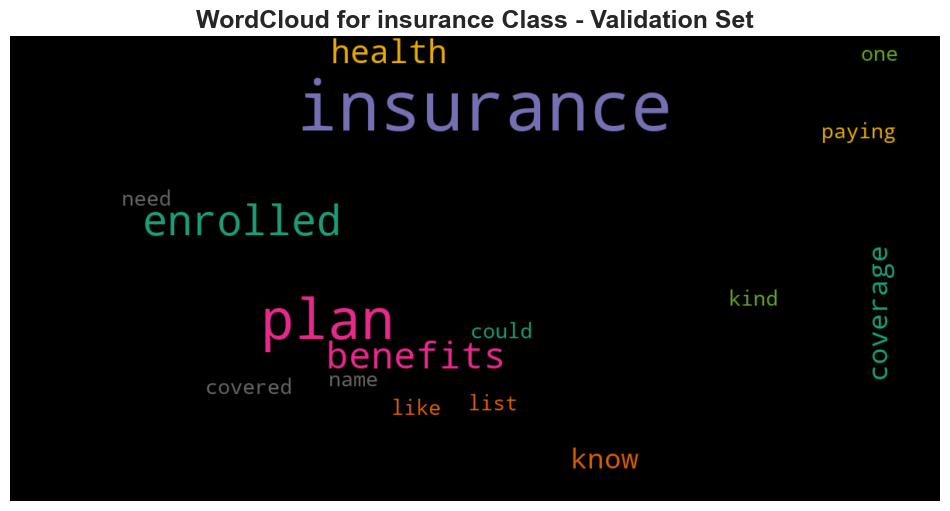 WordCloud for insurance Class - Validation Set
health
one
insurance
paying
need
enrolled
coverage
kind
plan
could
benefits
name
covered
list
like
know